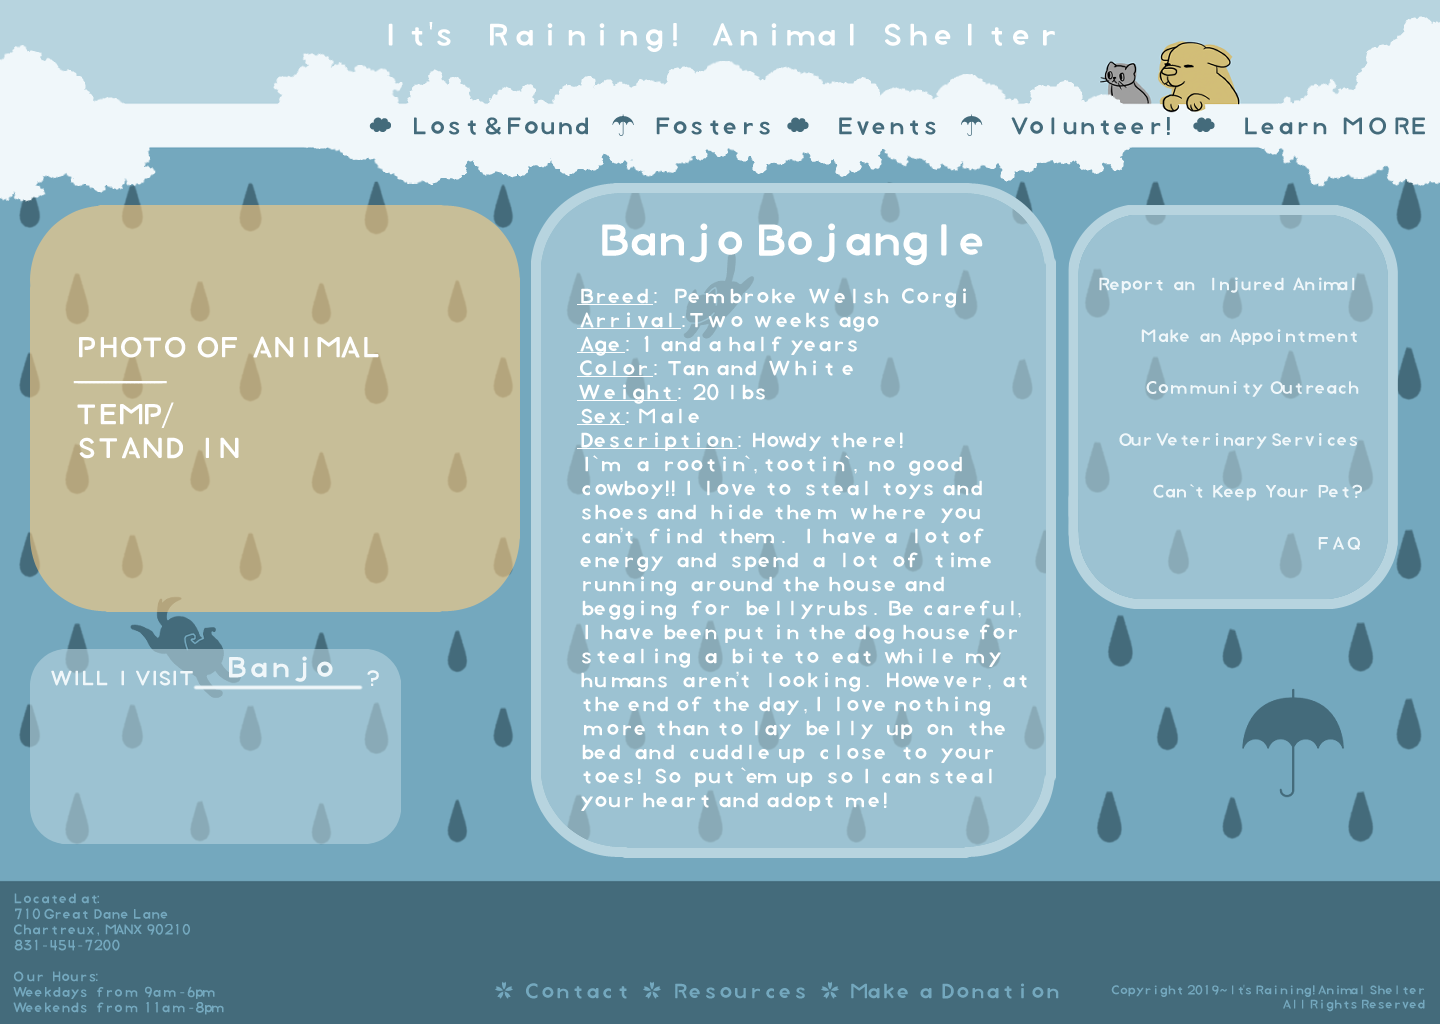 It's Raining! Animal Shelter
Lost&Found Fosters Events Volunteer! Learn MORE
PHOTO OF ANIMAL
TEMP/
STAND IN
WILL I VISIT Banjo ?
Banjo Bojangle
Breed: Pembroke Welsh Corgi
Arrival:Two weeks ago
Age: 1 and a half years
Color: Tan and White
Weight: 20 lbs
Sex: Male
Description: Howdy there!
I`m a rootin`,tootin`, no good
cowboy!! I love to steal toys and
shoes and hide them where you
can't find them. I have a lot of
energy and spend a lot of time
running around the house and
begging for bellyrubs. Be careful,
I have been put in the dog house for
stealing a bite to eat while my
humans aren't looking. However, at
the end of the day, I love nothing
more than to lay belly up on the
bed and cuddle up close to your
toes! So put `em up so I can steal
your heart and adopt me!
Report an Injured Animal
Make an Appointment
Community Outreach
Our Veterinary Services
Can`t Keep Your Pet?
FAQ
Located at:
710 Great Dane Lane
Chartreux, MANX 90210
831-454-7200
Our Hours:
Weekdays from 9am-6pm
Weekends from 11am-8pm
Contact Resources Make a Donation
Copyright 2019~It's Raining! Animal Shelter
All Rights Reserved